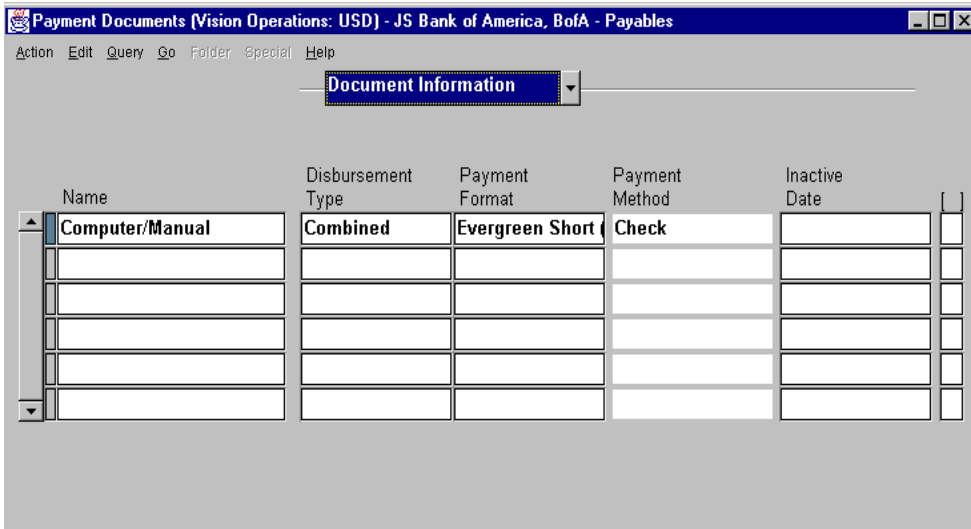 Payment Documents (Vision Operations: USD) - JS Bank of America, BofA - Payables
Action Edit Query Go Folder Special Help
Document Information
Disbursement Payment Payment Inactive
Name Type Format Method Date [ ]
Computer/Manual Combined Evergreen Short ( Check